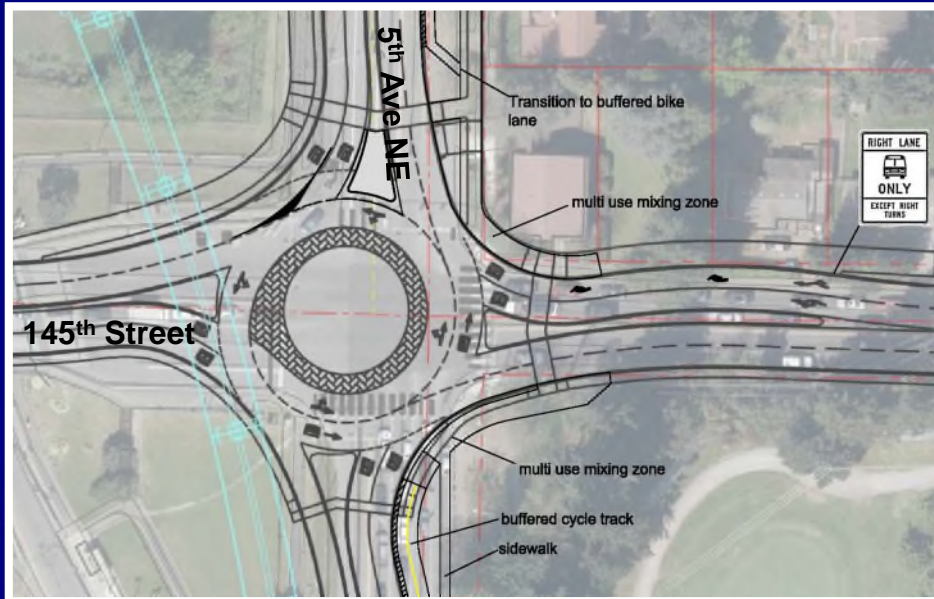 5th Ave NE
Transition to buffered bike
lane
RIGHT LANE
ONLY
EXCEPT RIGHT
TURNS
multi use mixing zone
145th Street
multi use mixing zone
buffered cycle track
sidewalk